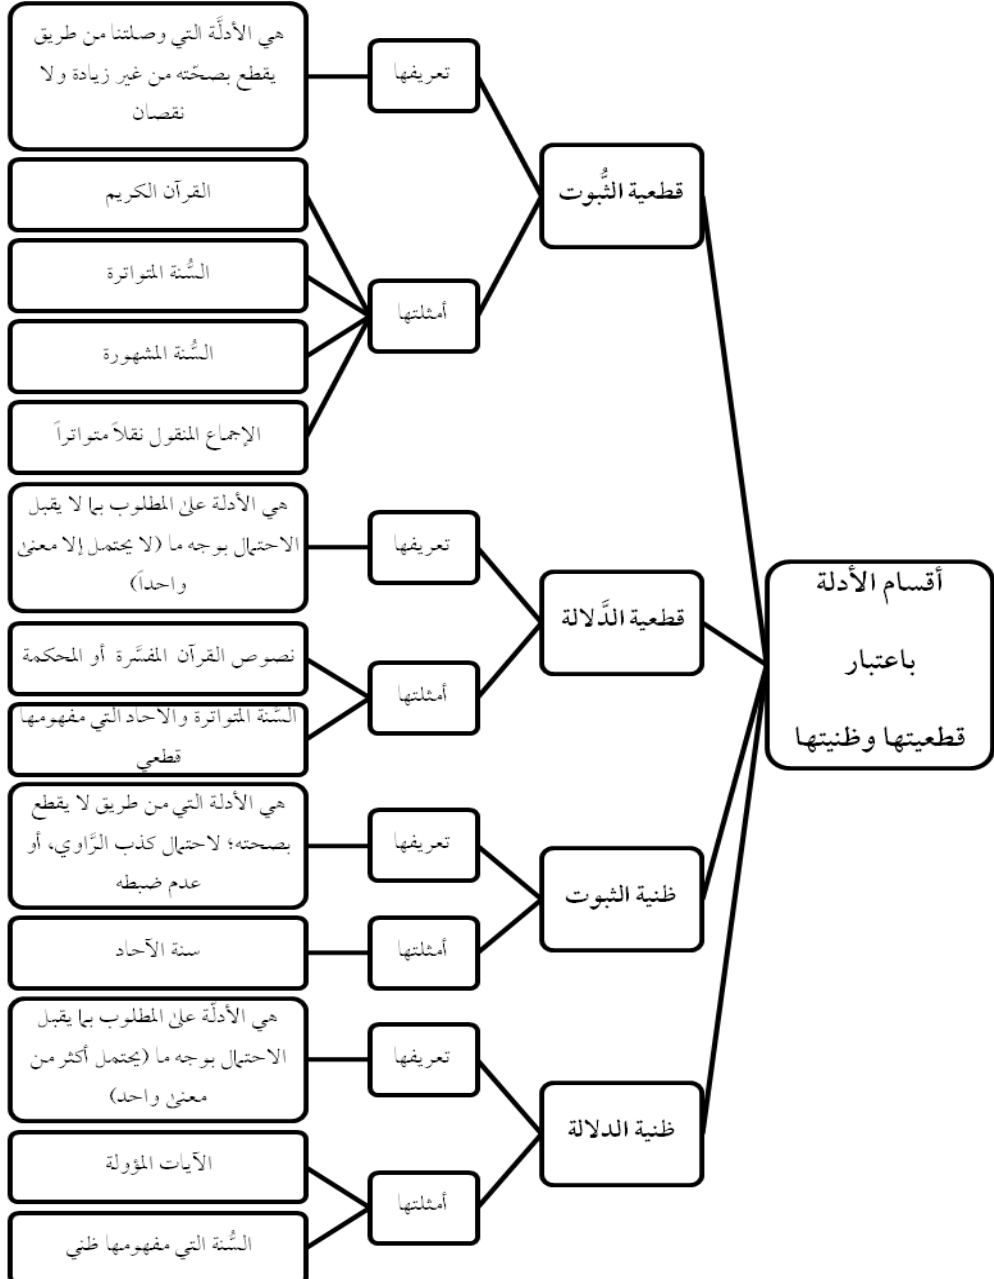 أقسام الأدلة
باعتبار
قطعيتها وظنيتها
قطعية الثُّبوت
تعريفها
هي الأدلَّة التي وصلتنا من طريق
يقطع بصحّته من غير زيادة ولا
نقصان
أمثلتها
القرآن الكريم
السُّنة المتواترة
السُّنة المشهورة
الإجماع المنقول نقلاً متواتراً
قطعية الدَّلالة
تعريفها
هي الأدلة على المطلوب بما لا يقبل
الاحتمال بوجه ما (لا يحتمل إلا معنى
واحداً)
أمثلتها
نصوص القرآن المفسَّرة أو المحكمة
السُّنة المتواترة والآحاد التي مفهومها
قطعي
ظنية الثبوت
تعريفها
هي الأدلة التي من طريق لا يقطع
بصحته؛ لاحتمال كذب الرَّاوي، أو
عدم ضبطه
أمثلتها
سنة الآحاد
ظنية الدلالة
تعريفها
هي الأدلَّة على المطلوب بما يقبل
الاحتمال بوجه ما (يحتمل أكثر من
معنى واحد)
أمثلتها
الآيات المؤولة
السُّنة التي مفهومها ظني